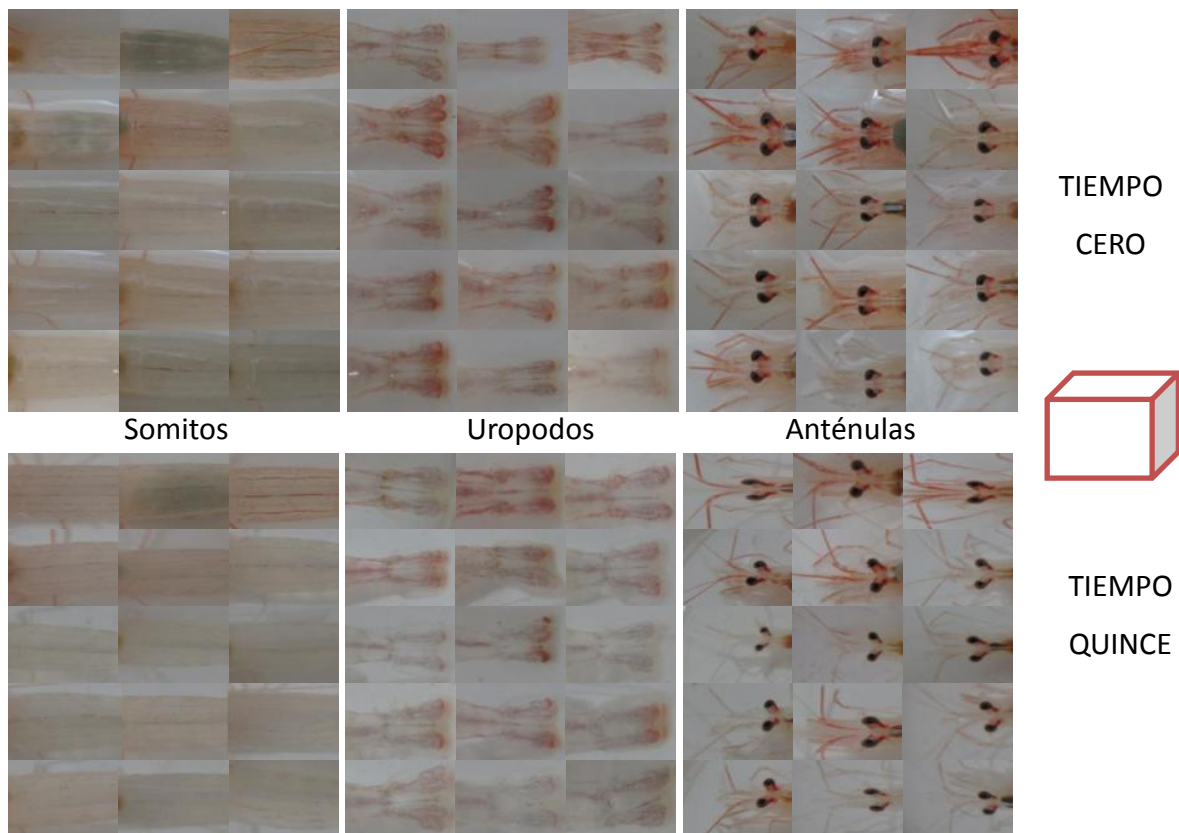 TIEMPO
CERO
Somitos
Uropodos
Anténulas
TIEMPO
QUINCE